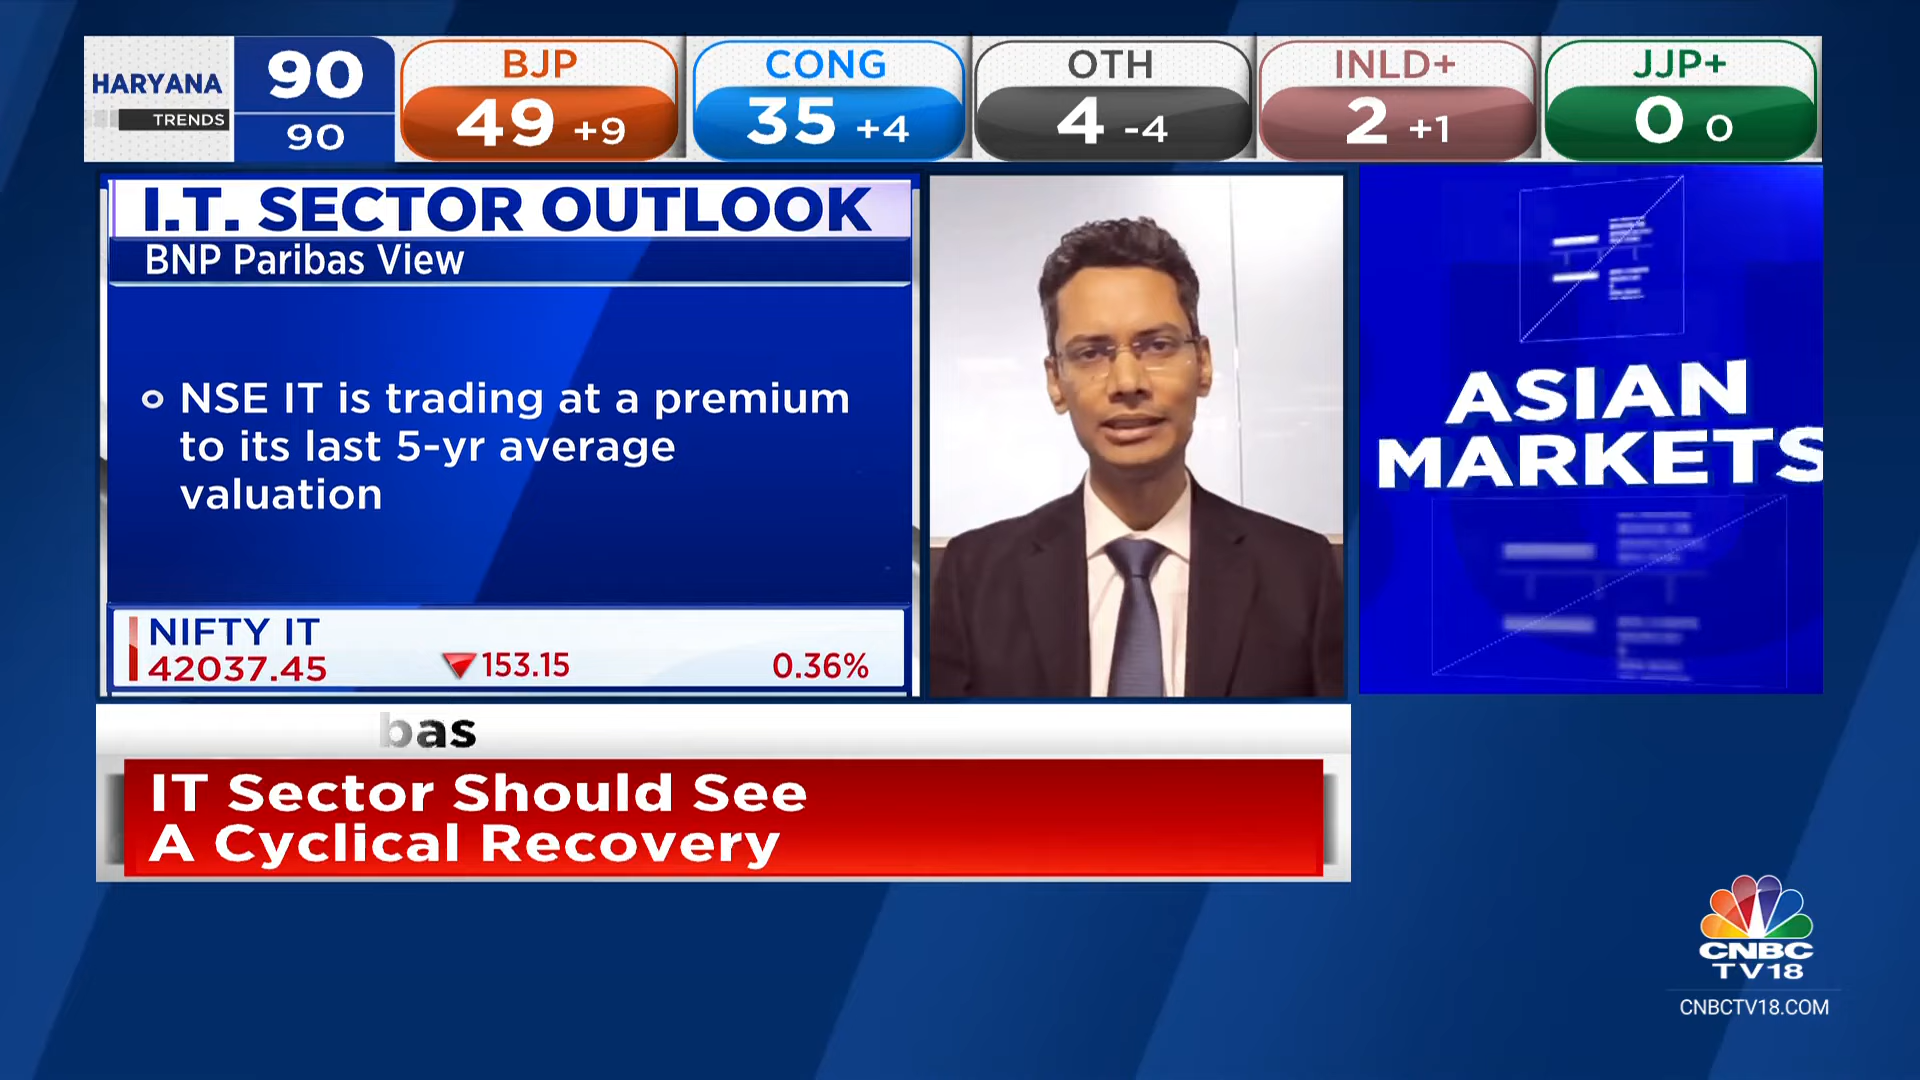 HARYANA
TRENDS
90
90
BJP
49 +9
CONG
35 +4
OTH
4 -4
INLD+
2 +1
JJP+
0 0
I.T. SECTOR OUTLOOK
BNP Paribas View
NSE IT is trading at a premium
to its last 5-yr average
valuation
NIFTY IT
42037.45 153.15 0.36%
ASIAN
MARKETS
bas
IT Sector Should See
A Cyclical Recovery
CNBC
TV18
CNBCTV18.COM